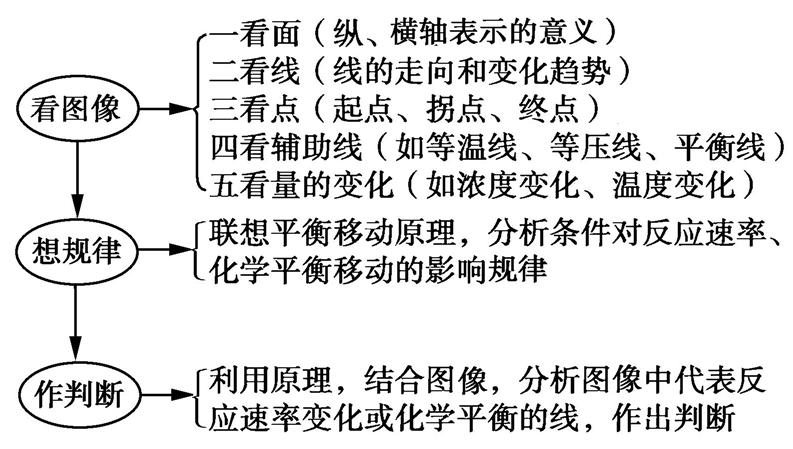 看图像
一看面（纵、横轴表示的意义）
二看线（线的走向和变化趋势）
三看点（起点、拐点、终点）
四看辅助线（如等温线、等压线、平衡线）
五看量的变化（如浓度变化、温度变化）
想规律
联想平衡移动原理，分析条件对反应速率、
化学平衡移动的影响规律
作判断
利用原理，结合图像，分析图像中代表反
应速率变化或化学平衡的线，作出判断